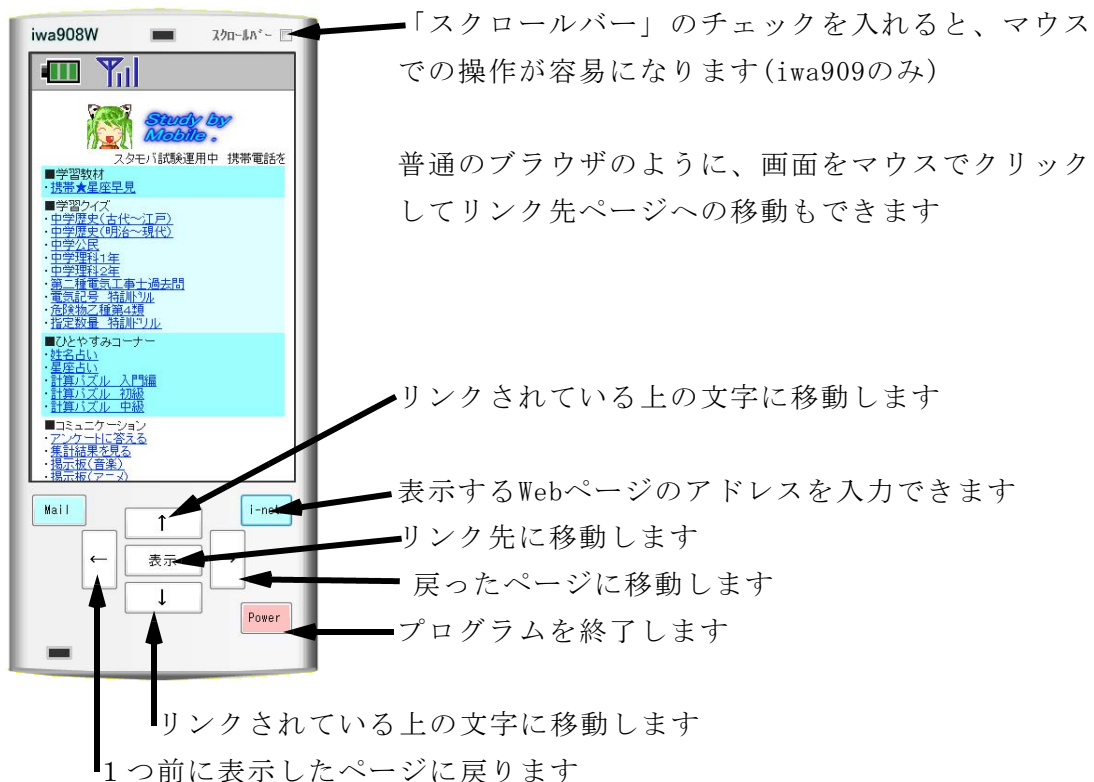 iwa908W
スクロールバー
「スクロールバー」のチェックを入れると、マウス
での操作が容易になります(iwa909のみ)
普通のブラウザのように、画面をマウスでクリック
してリンク先ページへの移動もできます
Study by
Mobile .
スタモバ試験運用中 携帯電話を
■学習教材
・携帯★星座早見
■学習クイズ
・中学歴史(古代～江戸)
・中学歴史(明治～現代)
・中学公民
・中学理科1年
・中学理科2年
・第二種電気工事士過去問
・電気記号 特訓ドリル
・危険物乙種第4類
・指定数量 特訓ドリル
■ひとやすみコーナー
・姓名占い
・星座占い
・計算パズル 入門編
・計算パズル 初級
・計算パズル 中級
■コミュニケーション
・アンケートに答える
・集計結果を見る
・掲示板(音楽)
・掲示板(アニメ)
リンクされている上の文字に移動します
表示するWebページのアドレスを入力できます
リンク先に移動します
戻ったページに移動します
プログラムを終了します
Mail
↑
i-net
←
表示
→
↓
Power
リンクされている上の文字に移動します
1つ前に表示したページに戻ります